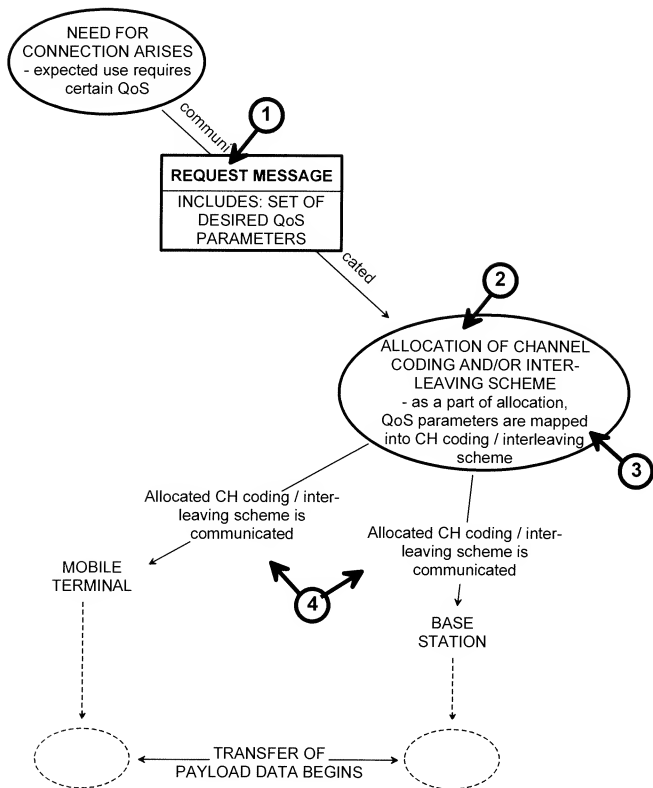 NEED FOR
CONNECTION ARISES
- expected use requires
certain QoS
communi
1
REQUEST MESSAGE
INCLUDES: SET OF
DESIRED QoS
PARAMETERS
cated
2
ALLOCATION OF CHANNEL
CODING AND/OR INTER-
LEAVING SCHEME
- as a part of allocation,
QoS parameters are mapped
into CH coding / interleaving
scheme
3
Allocated CH coding / inter-
leaving scheme is
communicated
Allocated CH coding / inter-
leaving scheme is
communicated
MOBILE
TERMINAL
4
BASE
STATION
TRANSFER OF
PAYLOAD DATA BEGINS